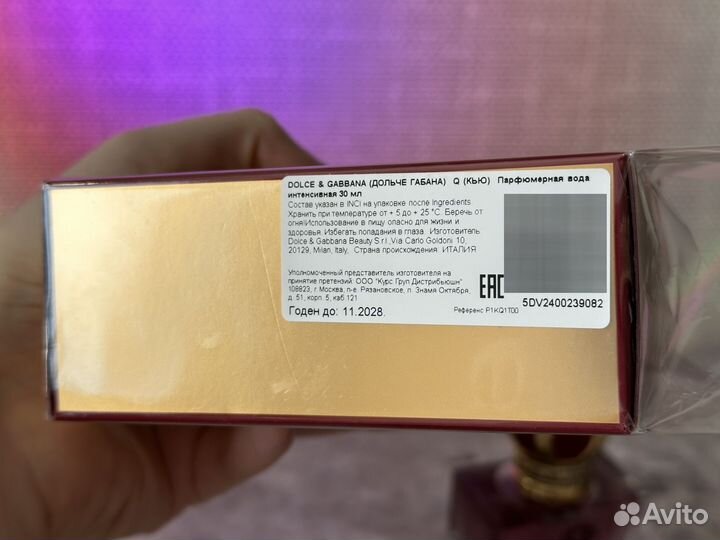 DOLCE & GABBANA (ДОЛЬЧЕ ГАБАНА) Q (КЬЮ) Парфюмерная вода
интенсивная 30 мл
Состав указан в INCI на упаковке после Ingredients.
Хранить при температуре от + 5 до + 25 °C. Беречь от
огня!Использование в пищу опасно для жизни и
здоровья. Избегать попадания в глаза. Изготовитель:
Dolce & Gabbana Beauty S.r.l.,Via Carlo Goldoni 10,
20129, Milan, Italy, Страна происхождения: ИТАЛИЯ
Уполномоченный представитель изготовителя на
принятие претензий: ООО "Курс Груп Дистрибьюшн"
108823, г. Москва, п-е. Рязановское, п. Знамя Октября,
д. 51, корп. 5, каб.121
EAC
5DV2400239082
Годен до: 11.2028.
Референс P1KQ1T00
Avito